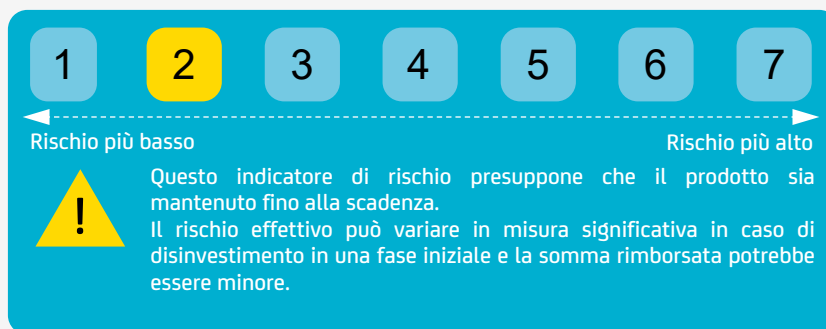 1 2 3 4 5 6 7
Rischio più basso Rischio più alto
!
Questo indicatore di rischio presuppone che il prodotto sia
mantenuto fino alla scadenza.
Il rischio effettivo può variare in misura significativa in caso di
disinvestimento in una fase iniziale e la somma rimborsata potrebbe
essere minore.